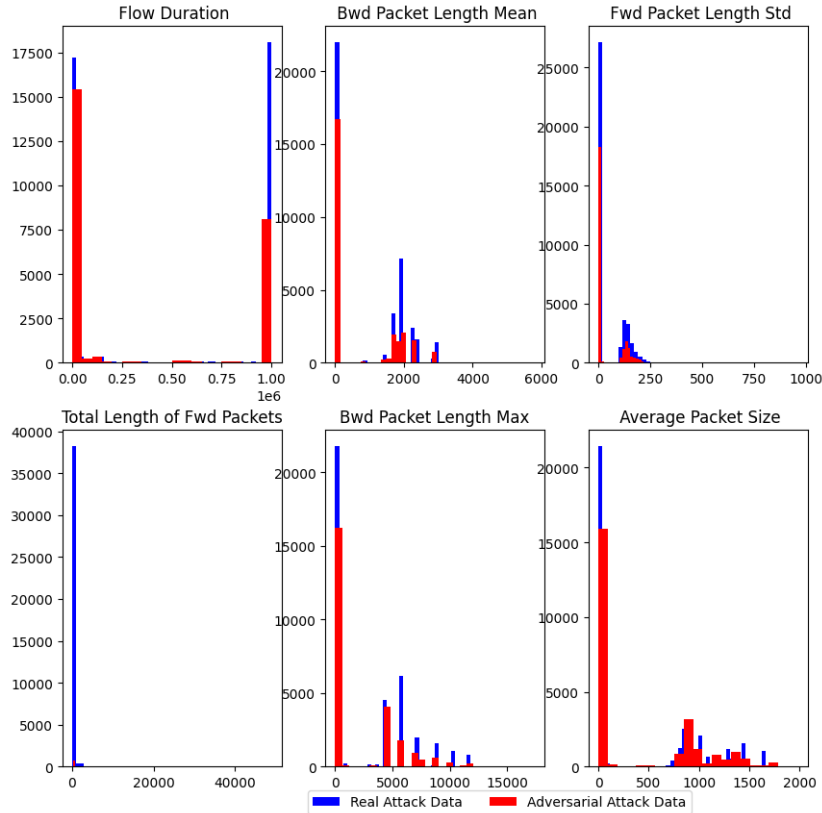 Flow Duration
17500
15000
12500
10000
7500
5000
2500
0
0.00 0.25 0.50 0.75 1.00
1e6
Bwd Packet Length Mean
20000
15000
10000
5000
0
0 2000 4000 6000
Fwd Packet Length Std
25000
20000
15000
10000
5000
0
0 250 500 750 1000
Total Length of Fwd Packets
40000
35000
30000
25000
20000
15000
10000
5000
0
0 20000 40000
Bwd Packet Length Max
20000
15000
10000
5000
0
0 5000 10000 15000
Average Packet Size
20000
15000
10000
5000
0
0 500 1000 1500 2000
Real Attack Data Adversarial Attack Data